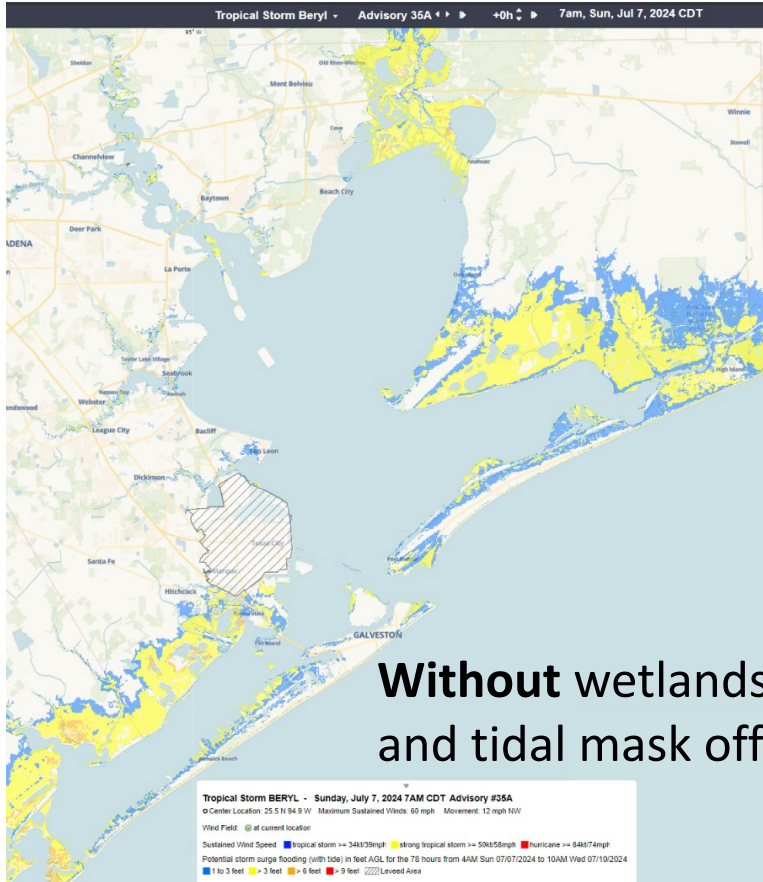 Tropical Storm Beryl Advisory 35A +0h 7am, Sun, Jul 7, 2024 CDT
95° W
Sheldon
Old River-Winfree
Mont Belvieu
Winnie
Cove
Stowell
Channelview
Anahuac
Beach City
Baytown
Deer Park
ADENA
La Porte
Taylor Lake Village
Seabrook
Kemah
High Island
Webster
endswood
League City
Bacliff
San Leon
Dickinson
Texas City
Santa Fe
La Marque
Hitchcock
Tiki Island
GALVESTON
Without wetlands
and tidal mask off
Jamaica Beach
Tropical Storm BERYL - Sunday, July 7, 2024 7AM CDT Advisory #35A
Center Location: 25.5 N 94.9 W Maximum Sustained Winds: 60 mph Movement: 12 mph NW
Wind Field: at current location
Sustained Wind Speed: tropical storm >= 34kt/39mph strong tropical storm >= 50kt/58mph hurricane >= 64kt/74mph
Potential storm surge flooding (with tide) in feet AGL for the 78 hours from 4AM Sun 07/07/2024 to 10AM Wed 07/10/2024
1 to 3 feet > 3 feet > 6 feet > 9 feet Leveed Area